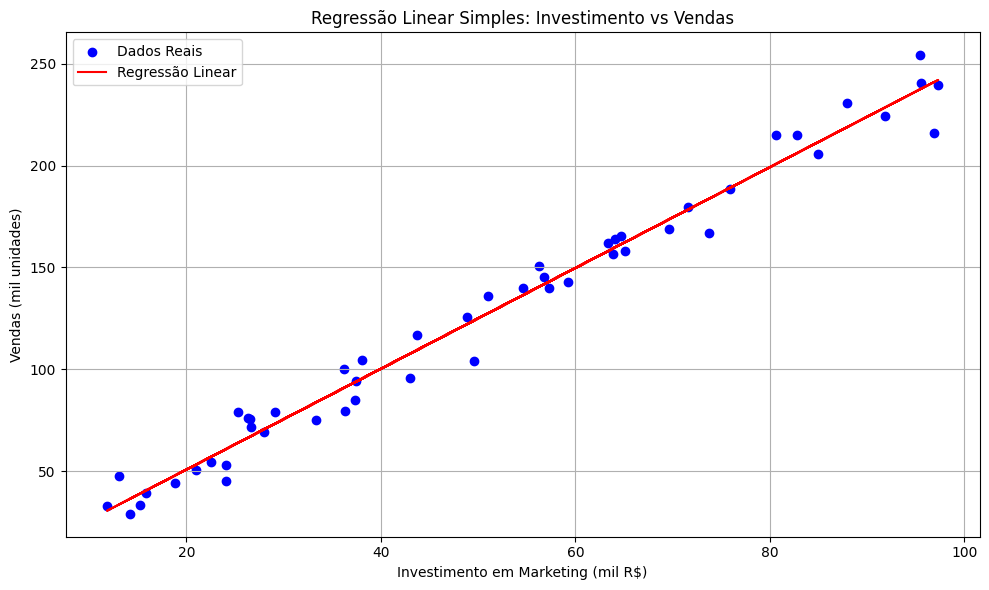 Regressão Linear Simples: Investimento vs Vendas
Dados Reais
Regressão Linear
Vendas (mil unidades)
250
200
150
100
50
20
40
60
80
100
Investimento em Marketing (mil R$)